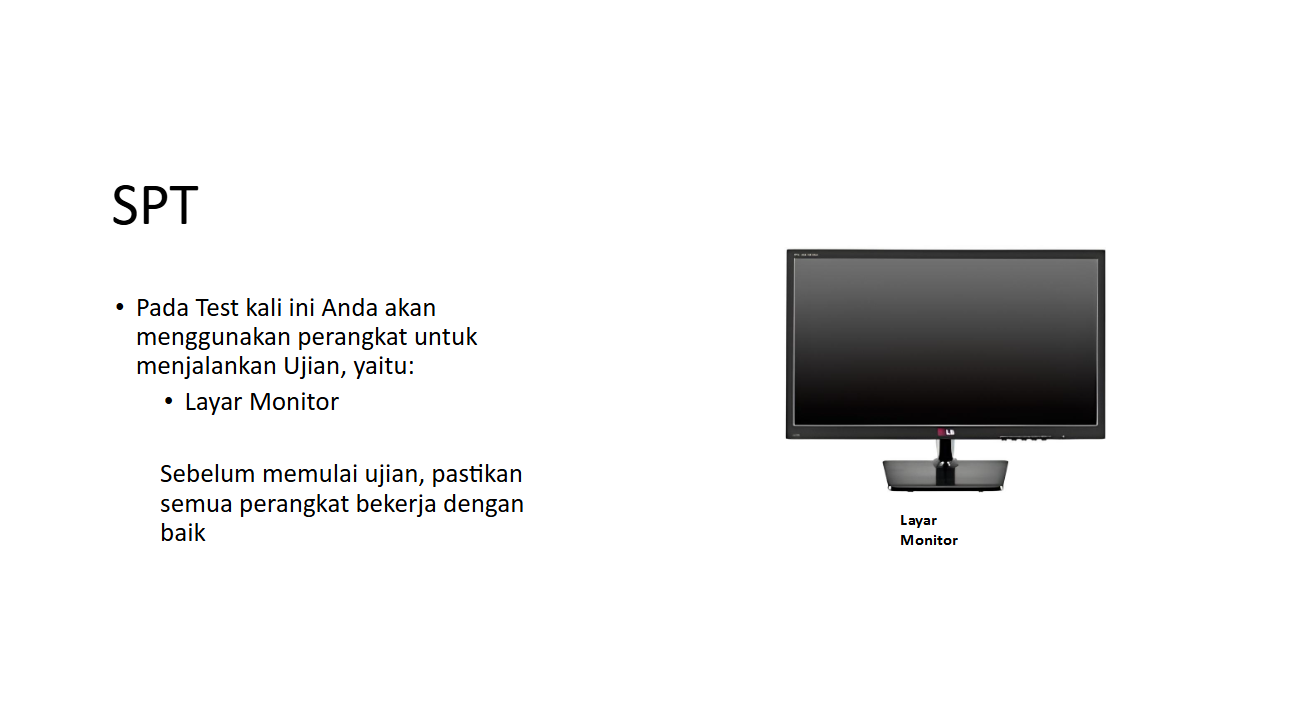 SPT
• Pada Test kali ini Anda akan
menggunakan perangkat untuk
menjalankan Ujian, yaitu:
• Layar Monitor
Sebelum memulai ujian, pastikan
semua perangkat bekerja dengan
baik
LG
Layar
Monitor